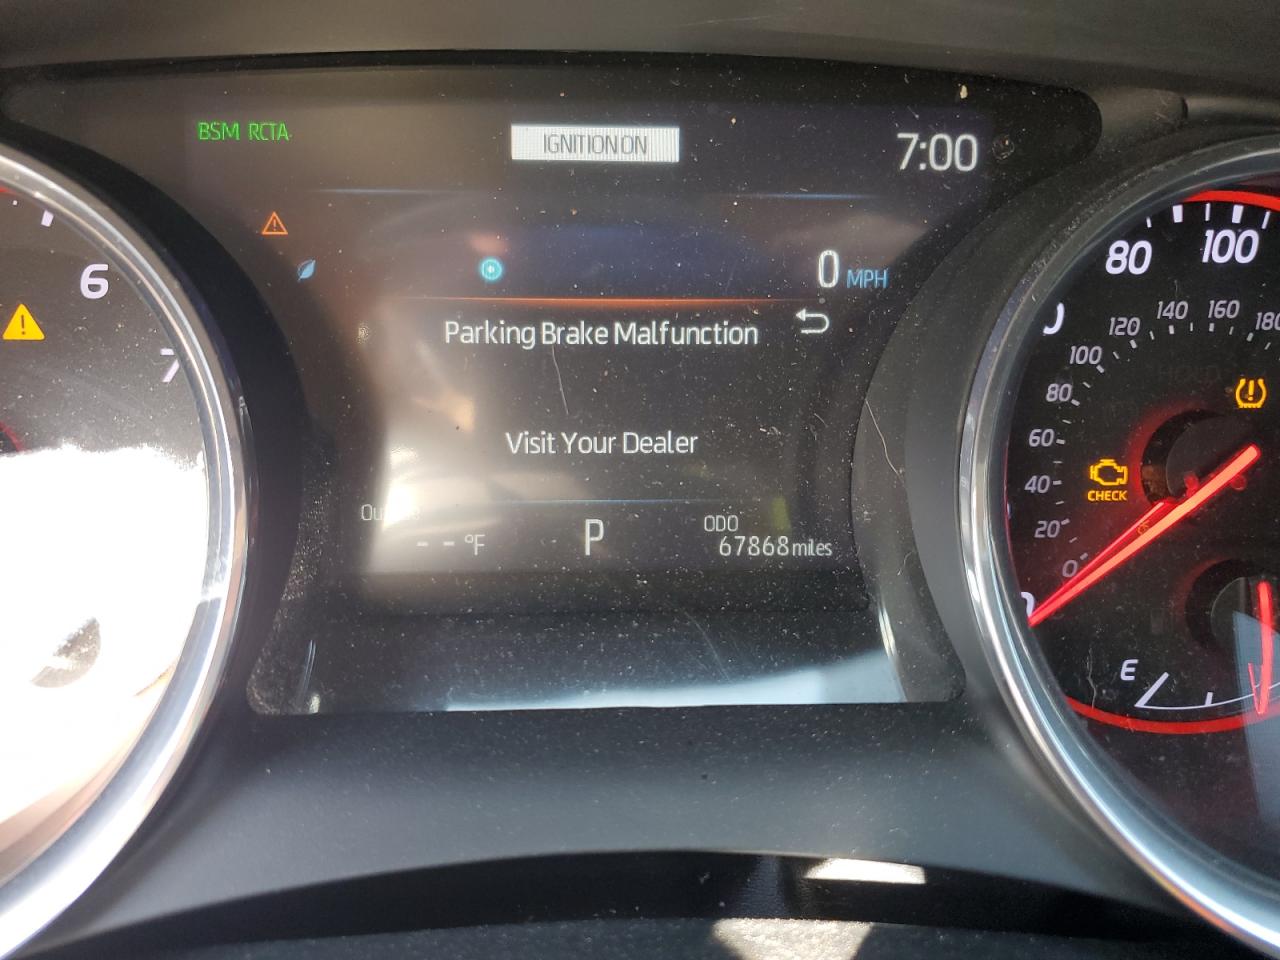 BSM RCTA
IGNITION ON
7:00
0 MPH
Parking Brake Malfunction
Visit Your Dealer
-- °F
P
ODO
67868 miles
6
7
80
100
100
120
140
160
180
80
60
40
20
0
CHECK
E